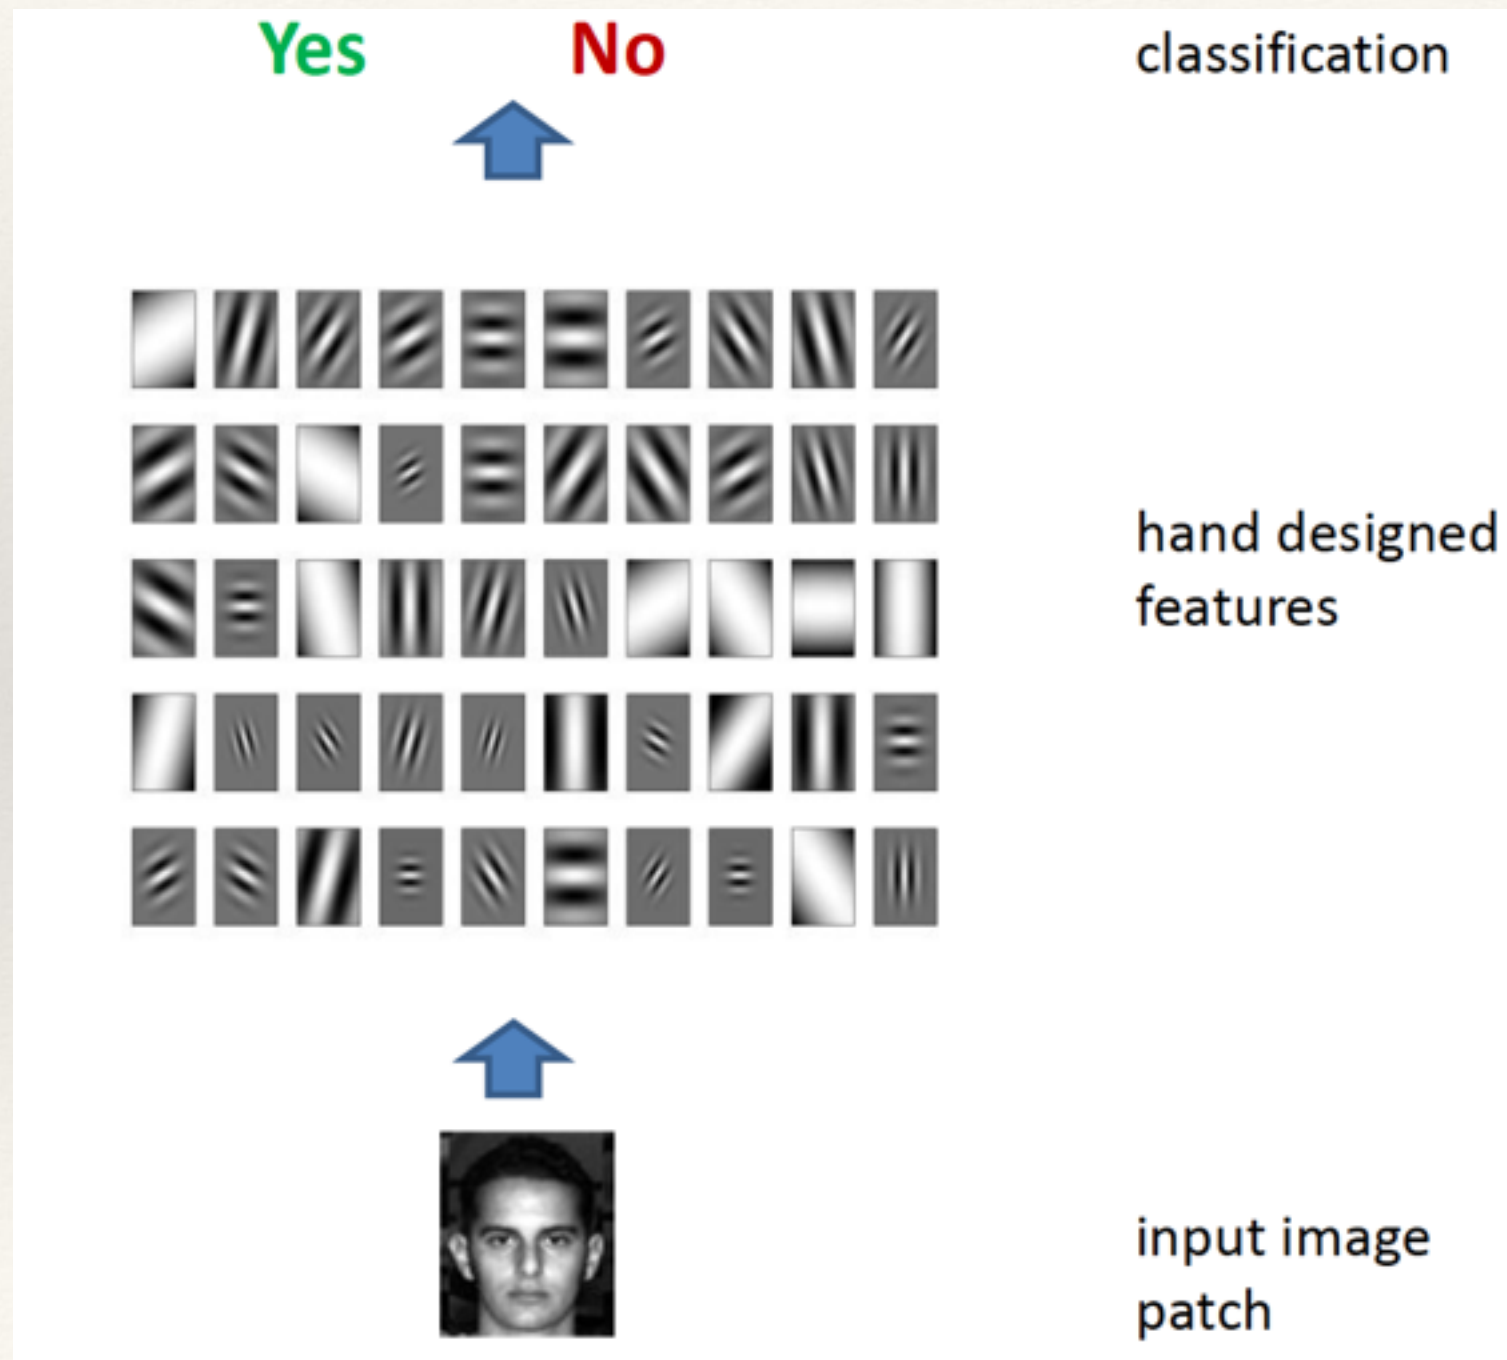 Yes No classification
hand designed
features
input image
patch